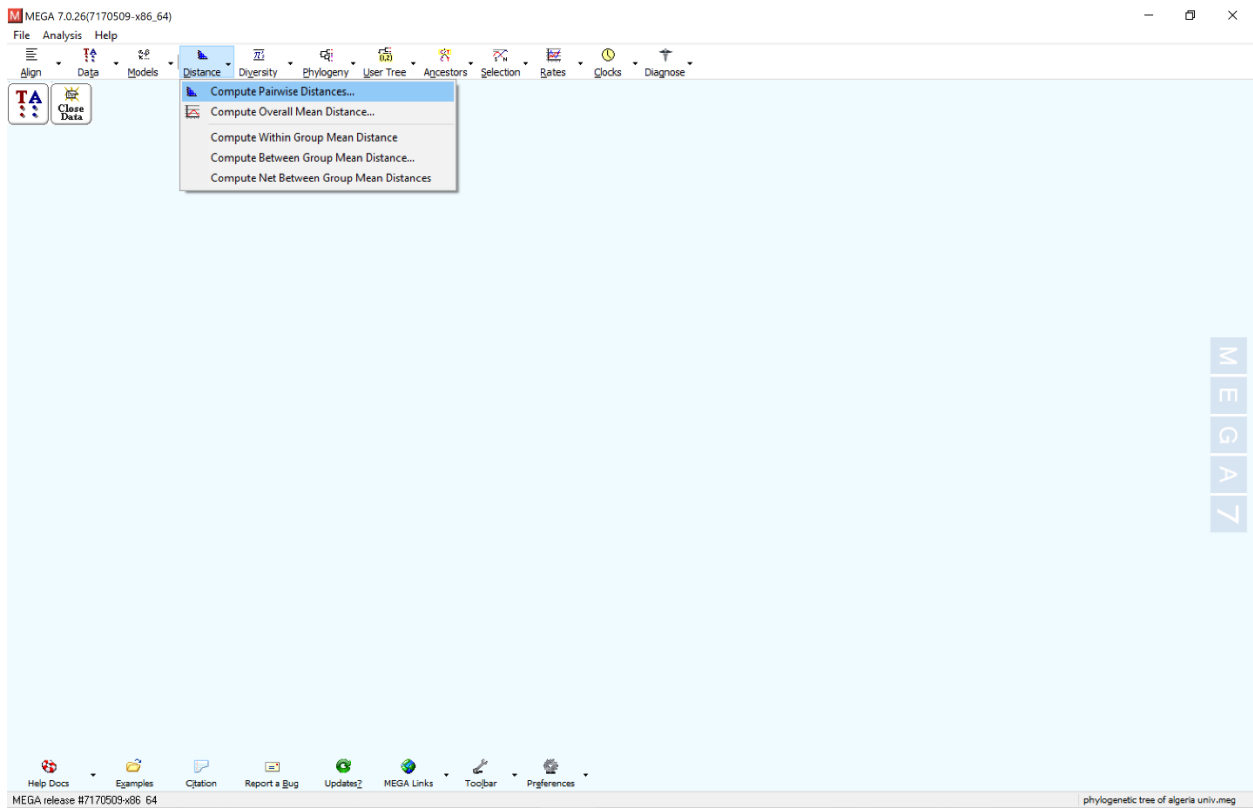 M MEGA 7.0.26(7170509-x86_64)
File Analysis Help
Align Data Models Distance Diversity Phylogeny User Tree Ancestors Selection Rates Clocks Diagnose
TA Close Data
Compute Pairwise Distances...
Compute Overall Mean Distance...
Compute Within Group Mean Distance
Compute Between Group Mean Distance...
Compute Net Between Group Mean Distances
M
E
G
A
7
Help Docs Examples Citation Report a Bug Updates? MEGA Links Toolbar Preferences
MEGA release #7170509-x86_64 phylogenetic tree of algeria univ.meg